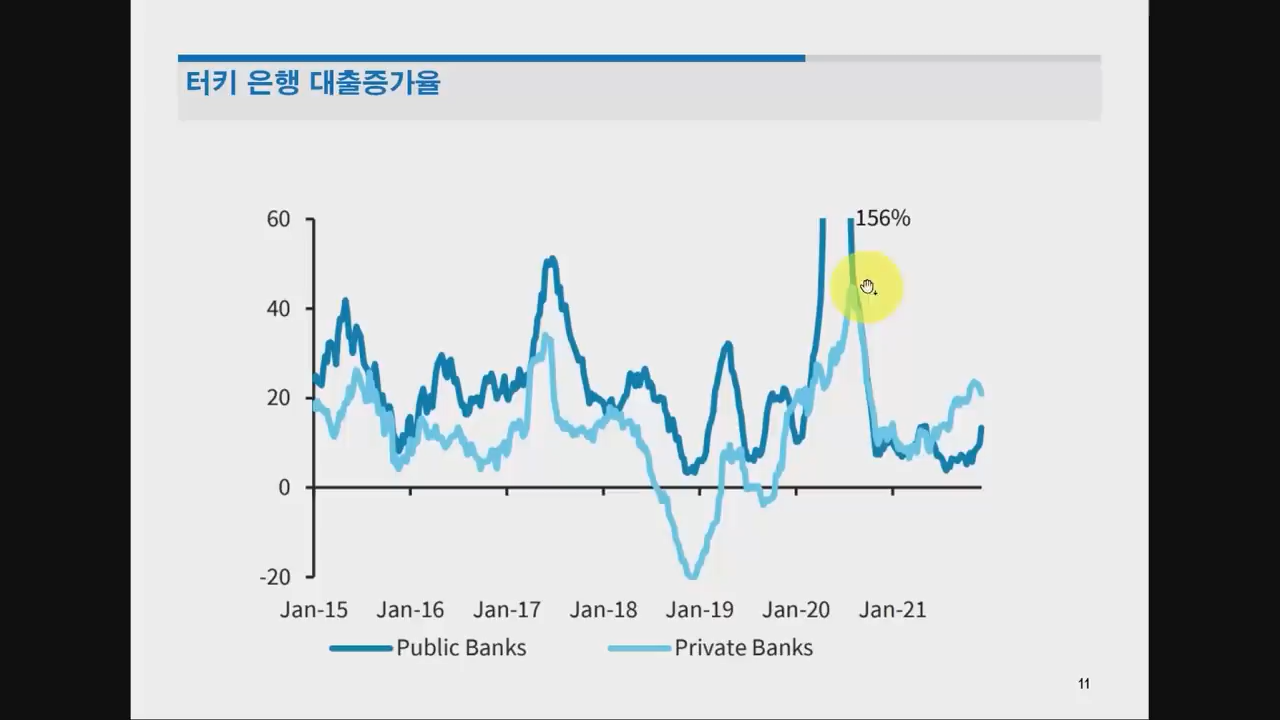 터키 은행 대출증가율
60
156%
40
20
0
-20
Jan-15 Jan-16 Jan-17 Jan-18 Jan-19 Jan-20 Jan-21
Public Banks Private Banks
11